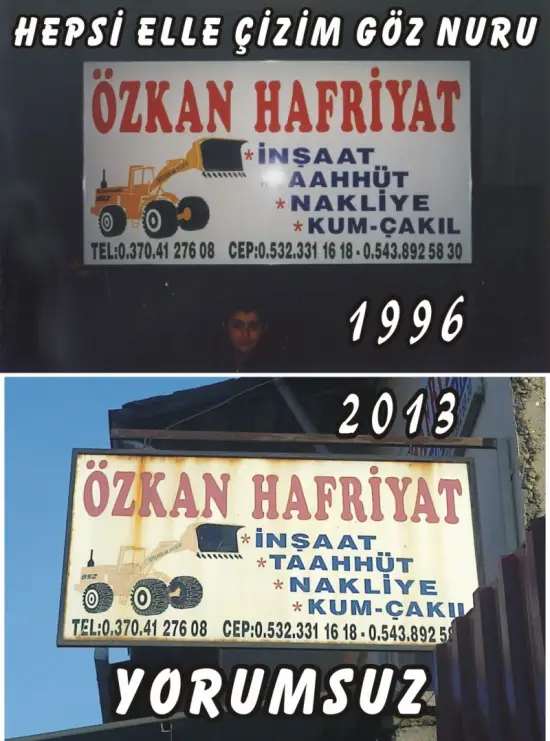 HEPSİ ELLE ÇİZİM GÖZ NURU
ÖZKAN HAFRİYAT
*İNŞAAT
AAHHÜT
*NAKLİYE
*KUM-ÇAKIL
TEL:0.370.41 276 08 CEP:0.532.331 16 18 - 0.543.892 58 30
1996
2013
ÖZKAN HAFRİYAT
*İNŞAAT
*TAAHHÜT
*NAKLİYE
*KUM-ÇAKIL
952
TEL:0.370.41 276 08 CEP:0.532.331 16 18 - 0.543.892 58
YORUMSUZ